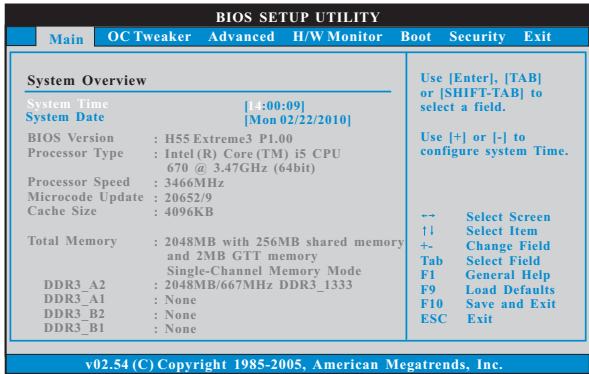 BIOS SETUP UTILITY
Main OC Tweaker Advanced H/W Monitor Boot Security Exit
System Overview
System Time [14:00:09]
System Date [Mon 02/22/2010]
BIOS Version : H55 Extreme3 P1.00
Processor Type : Intel (R) Core (TM) i5 CPU
670 @ 3.47GHz (64bit)
Processor Speed : 3466MHz
Microcode Update : 20652/9
Cache Size : 4096KB
Total Memory : 2048MB with 256MB shared memory
and 2MB GTT memory
Single-Channel Memory Mode
DDR3_A2 : 2048MB/667MHz DDR3_1333
DDR3_A1 : None
DDR3_B2 : None
DDR3_B1 : None
Use [Enter], [TAB]
or [SHIFT-TAB] to
select a field.
Use [+] or [-] to
configure system Time.
←→ Select Screen
↑↓ Select Item
+- Change Field
Tab Select Field
F1 General Help
F9 Load Defaults
F10 Save and Exit
ESC Exit
v02.54 (C) Copyright 1985-2005, American Megatrends, Inc.